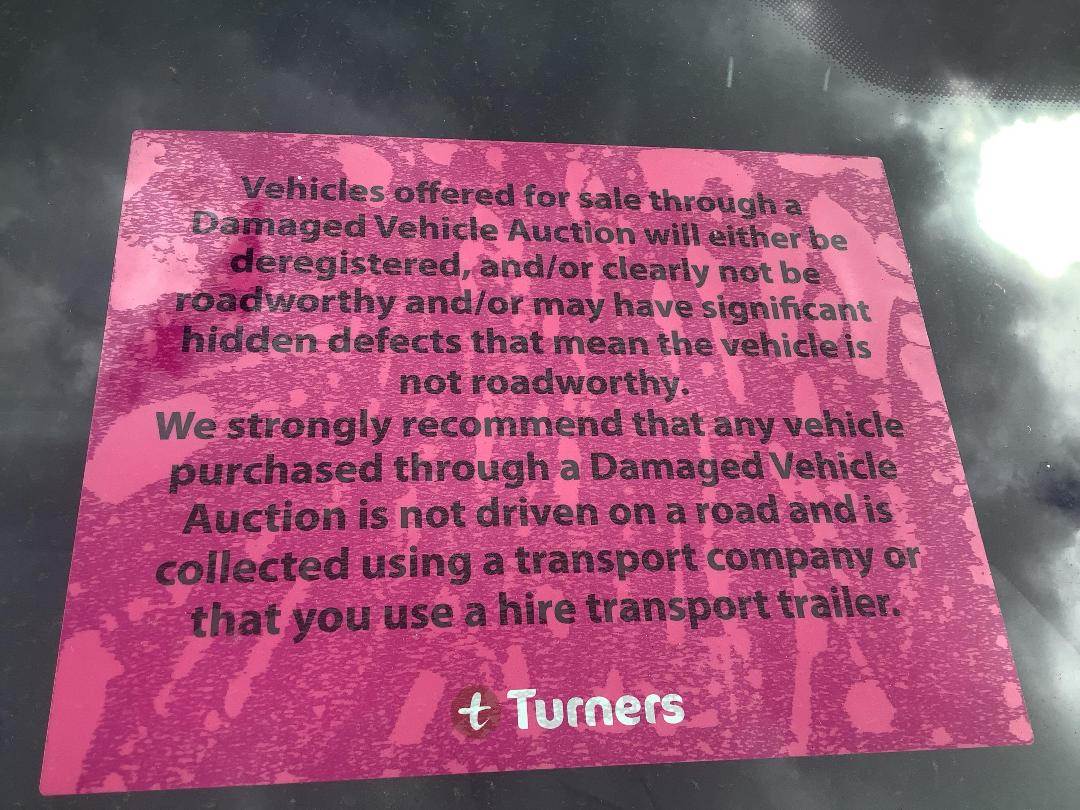 Vehicles offered for sale through a
Damaged Vehicle Auction will either be
deregistered, and/or clearly not be
roadworthy and/or may have significant
hidden defects that mean the vehicle is
not roadworthy.
We strongly recommend that any vehicle
purchased through a Damaged Vehicle
Auction is not driven on a road and is
collected using a transport company or
that you use a hire transport trailer.
t Turners